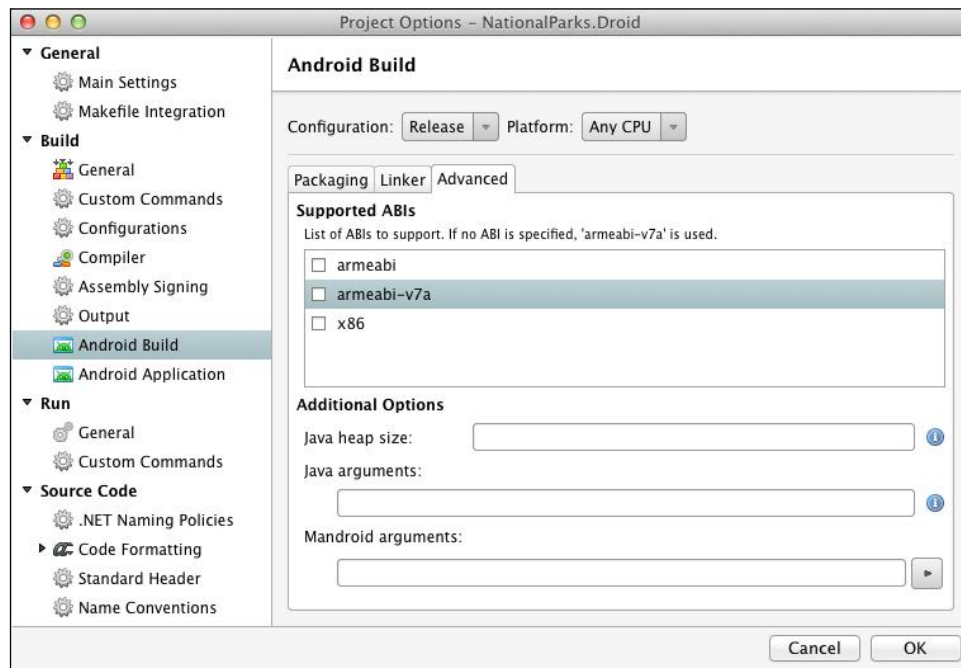 Project Options – NationalParks.Droid
General
Main Settings
Makefile Integration
Build
General
Custom Commands
Configurations
Compiler
Assembly Signing
Output
Android Build
Android Application
Run
General
Custom Commands
Source Code
.NET Naming Policies
Code Formatting
Standard Header
Name Conventions
Android Build
Configuration: Release Platform: Any CPU
Packaging Linker Advanced
Supported ABIs
List of ABIs to support. If no ABI is specified, 'armeabi-v7a' is used.
armeabi
armeabi-v7a
x86
Additional Options
Java heap size:
Java arguments:
Mandroid arguments:
Cancel OK